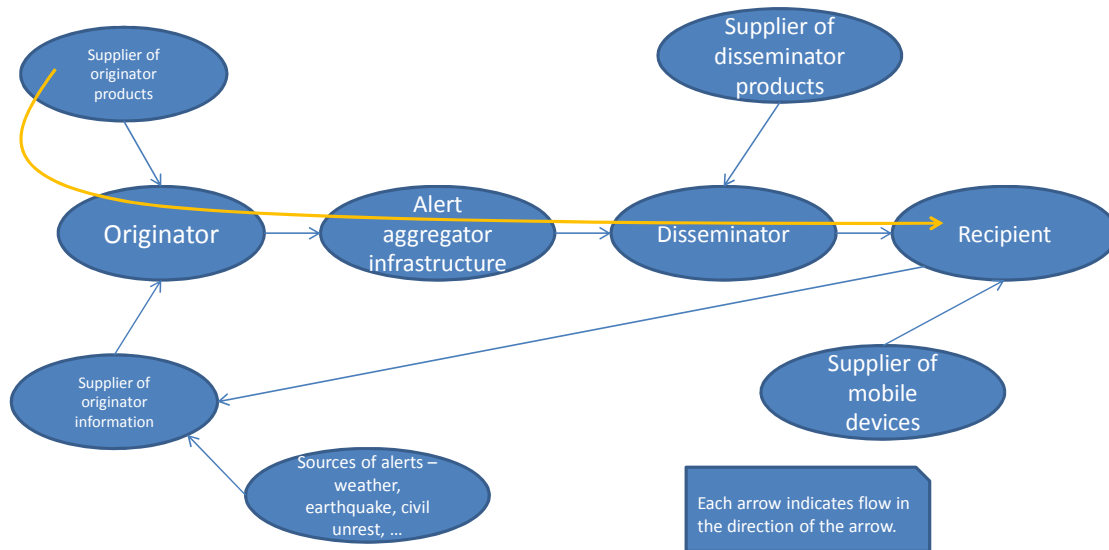 Supplier of
originator
products
Supplier of
disseminator
products
Originator
Alert
aggregator
infrastructure
Disseminator
Recipient
Supplier of
originator
information
Supplier of
mobile
devices
Sources of alerts –
weather,
earthquake, civil
unrest, ...
Each arrow indicates flow in
the direction of the arrow.